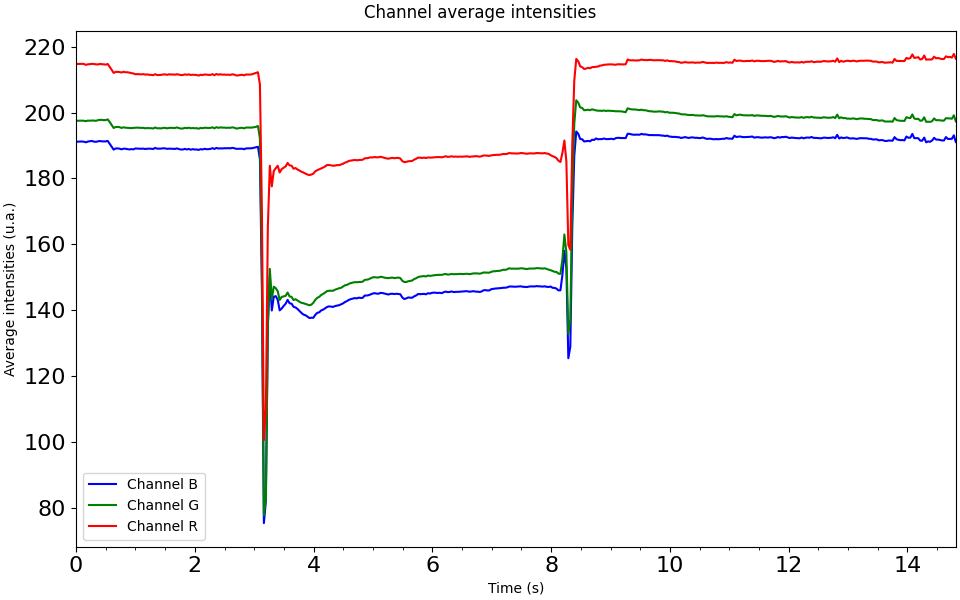 Channel average intensities
Average intensities (u.a.)
220
200
180
160
140
120
100
80
Channel B
Channel G
Channel R
0 2 4 6 8 10 12 14
Time (s)